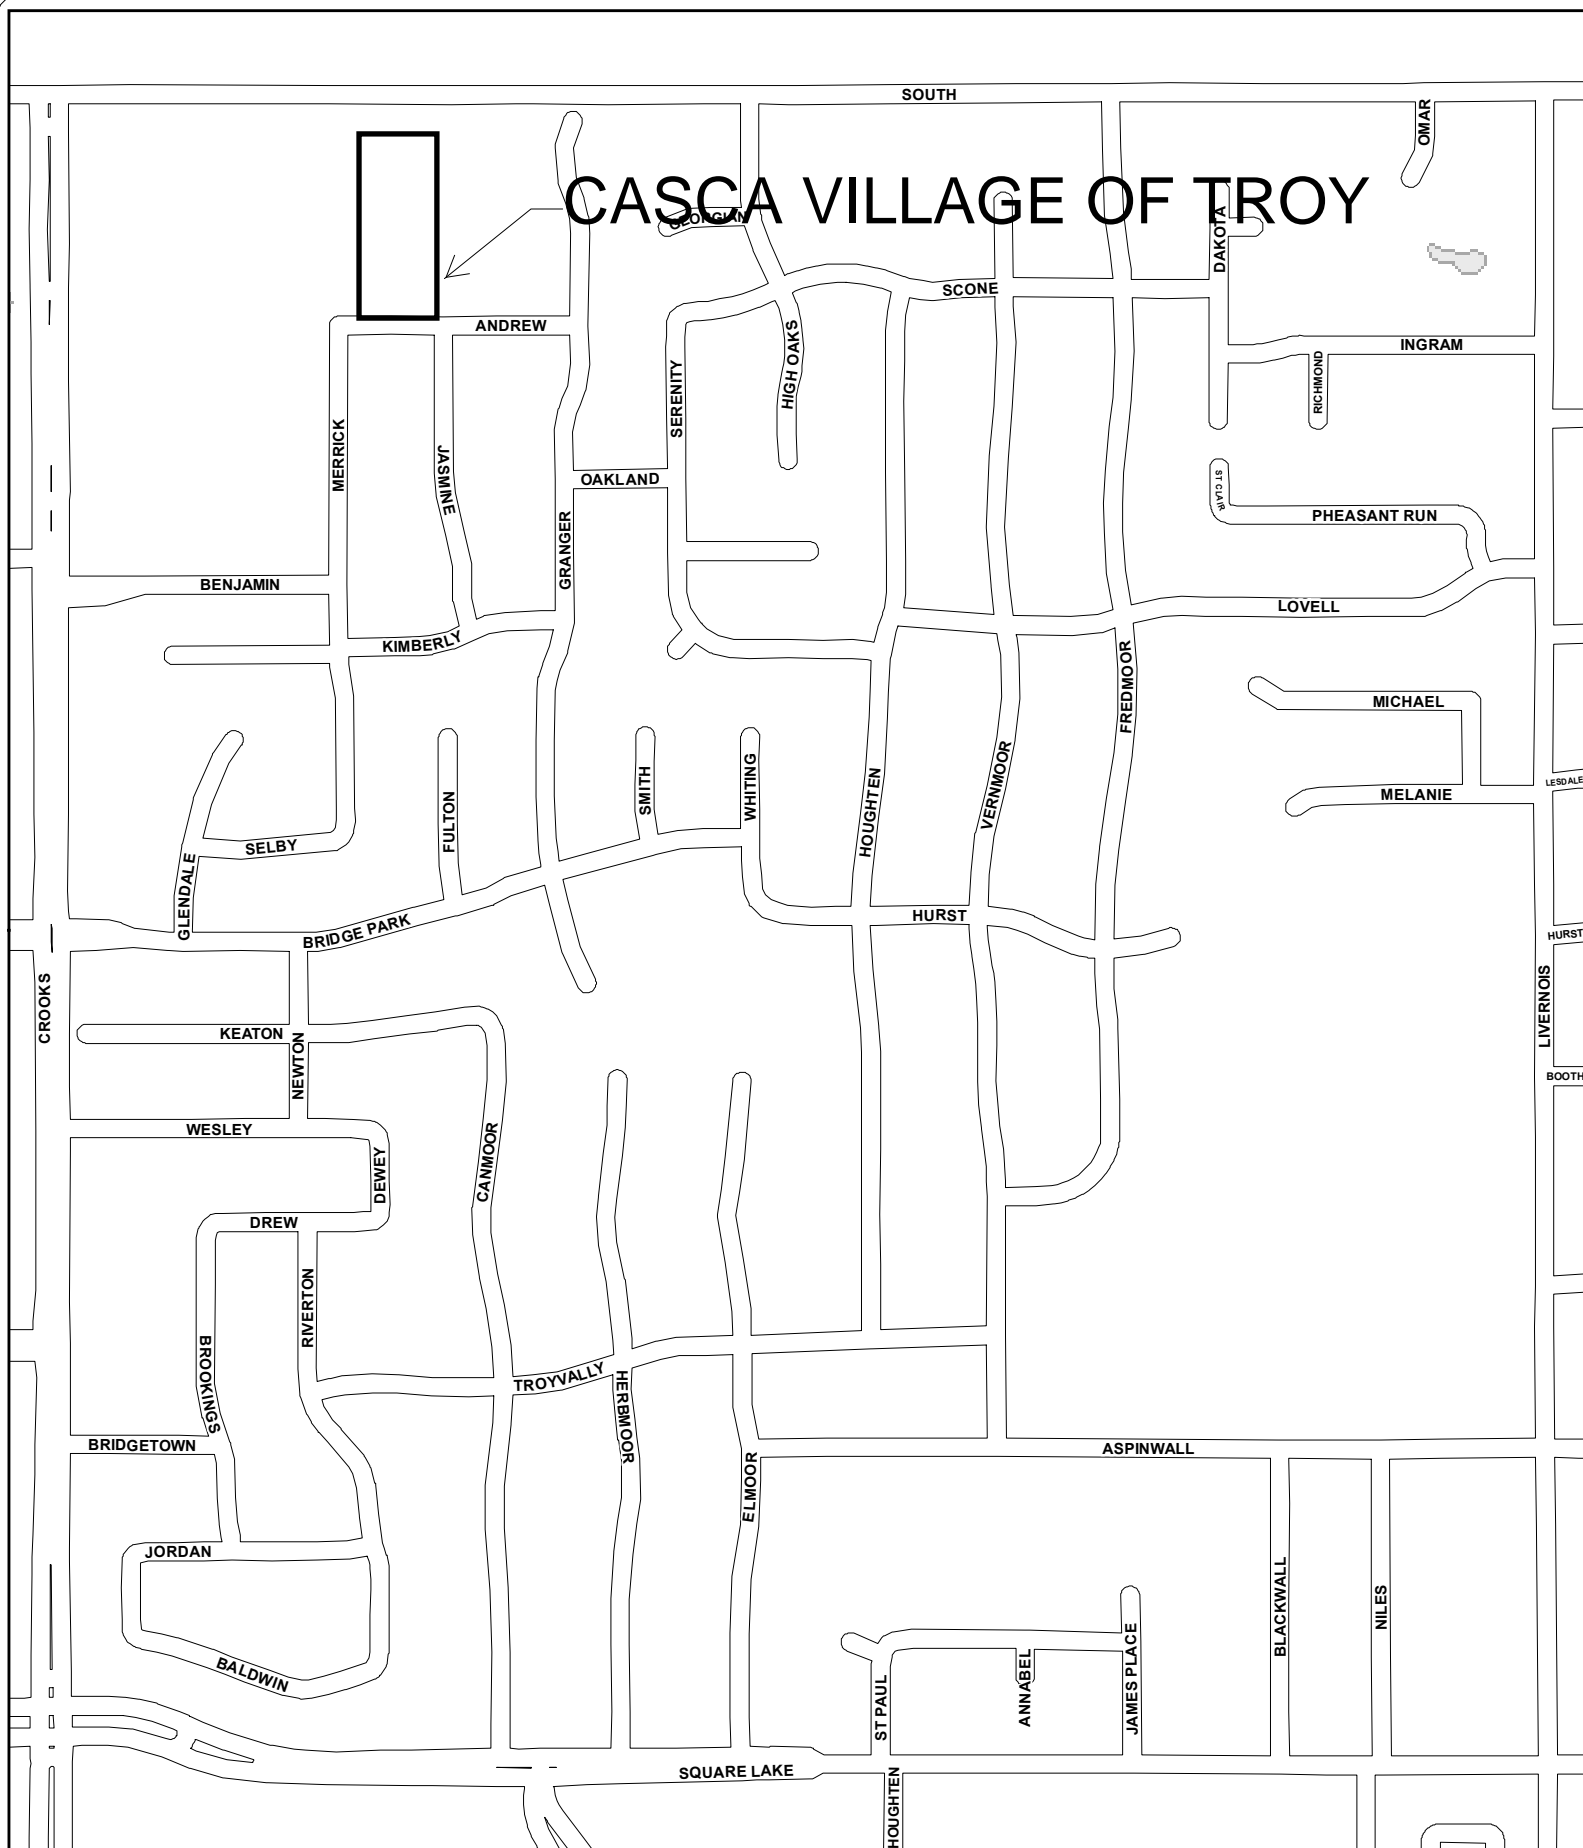 SOUTH
OMAR
CASCA VILLAGE OF TROY
GEORGIAN
DAKOTA
SCONE
ANDREW
HIGH OAKS
INGRAM
RICHMOND
SERENITY
MERRICK
JASMINE
OAKLAND
ST CLAIR
PHEASANT RUN
GRANGER
BENJAMIN
LOVELL
KIMBERLY
FREDMOOR
MICHAEL
VERNMOOR
SMITH
WHITING
LESDALE
MELANIE
HOUGHTEN
FULTON
SELBY
GLENDALE
HURST
BRIDGE PARK
HURST
CROOKS
LIVERNOIS
KEATON
NEWTON
BOOTH
WESLEY
CANMOOR
DEWEY
DREW
RIVERTON
BROOKINGS
TROYVALLY
HERBMOOR
BRIDGETOWN
ASPINWALL
ELMOOR
JORDAN
BLACKWALL
NILES
BALDWIN
ST PAUL
ANNABEL
JAMES PLACE
SQUARE LAKE
HOUGHTEN